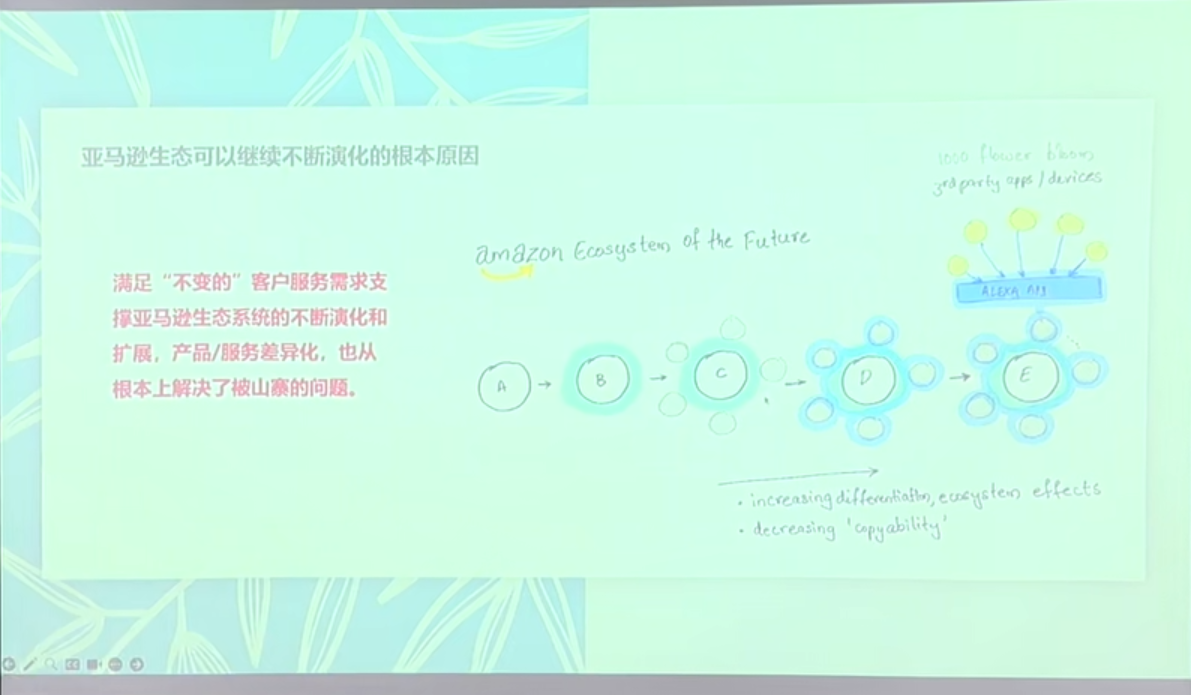 亚马逊生态可以继续不断演化的根本原因
满足“不变的”客户服务需求支
撑亚马逊生态系统的不断演化和
扩展，产品/服务差异化，也从
根本上解决了被山寨的问题。
amazon Ecosystem of the Future
1000 flower bloom
3rd party apps / devices
ALEXA API
A
B
C
D
E
• increasing differentiation, ecosystem effects
• decreasing 'copyability'